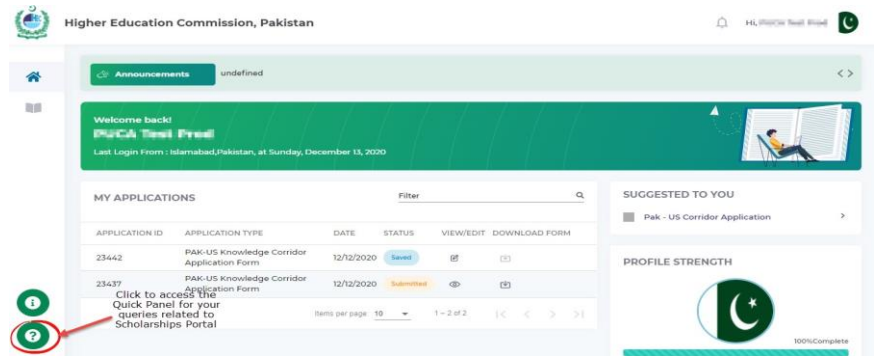 Higher Education Commission, Pakistan
Hi,
Announcements
undefined
Welcome back!
Last Login From : Islamabad,Pakistan, at Sunday, December 13, 2020
MY APPLICATIONS
Filter
APPLICATION ID APPLICATION TYPE DATE STATUS VIEW/EDIT DOWNLOAD FORM
23442 PAK-US Knowledge Corridor Application Form 12/12/2020 Saved
23437 PAK-US Knowledge Corridor Application Form 12/12/2020 Submitted
Items per page 10 1 – 2 of 2
SUGGESTED TO YOU
Pak - US Corridor Application
PROFILE STRENGTH
100%Complete
Click to access the
Quick Panel for your
queries related to
Scholarships Portal